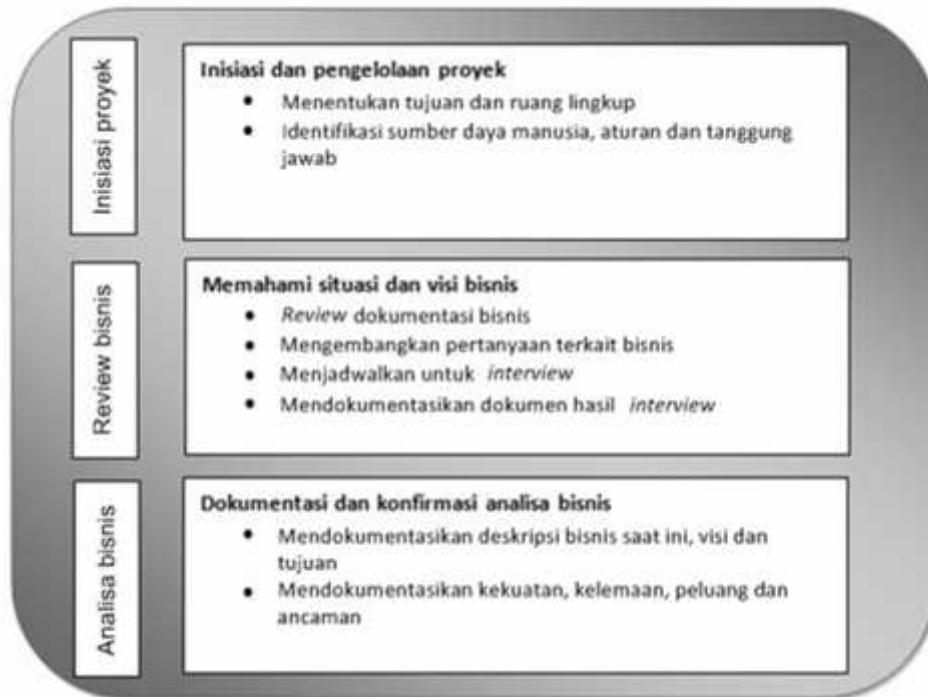 Inisiasi proyek
Inisiasi dan pengelolaan proyek
• Menentukan tujuan dan ruang lingkup
• Identifikasi sumber daya manusia, aturan dan tanggung
jawab
Review bisnis
Memahami situasi dan visi bisnis
• Review dokumentasi bisnis
• Mengembangkan pertanyaan terkait bisnis
• Menjadwalkan untuk interview
• Mendokumentasikan dokumen hasil interview
Analisa bisnis
Dokumentasi dan konfirmasi analisa bisnis
• Mendokumentasikan deskripsi bisnis saat ini, visi dan
tujuan
• Mendokumentasikan kekuatan, kelemaan, peluang dan
ancaman